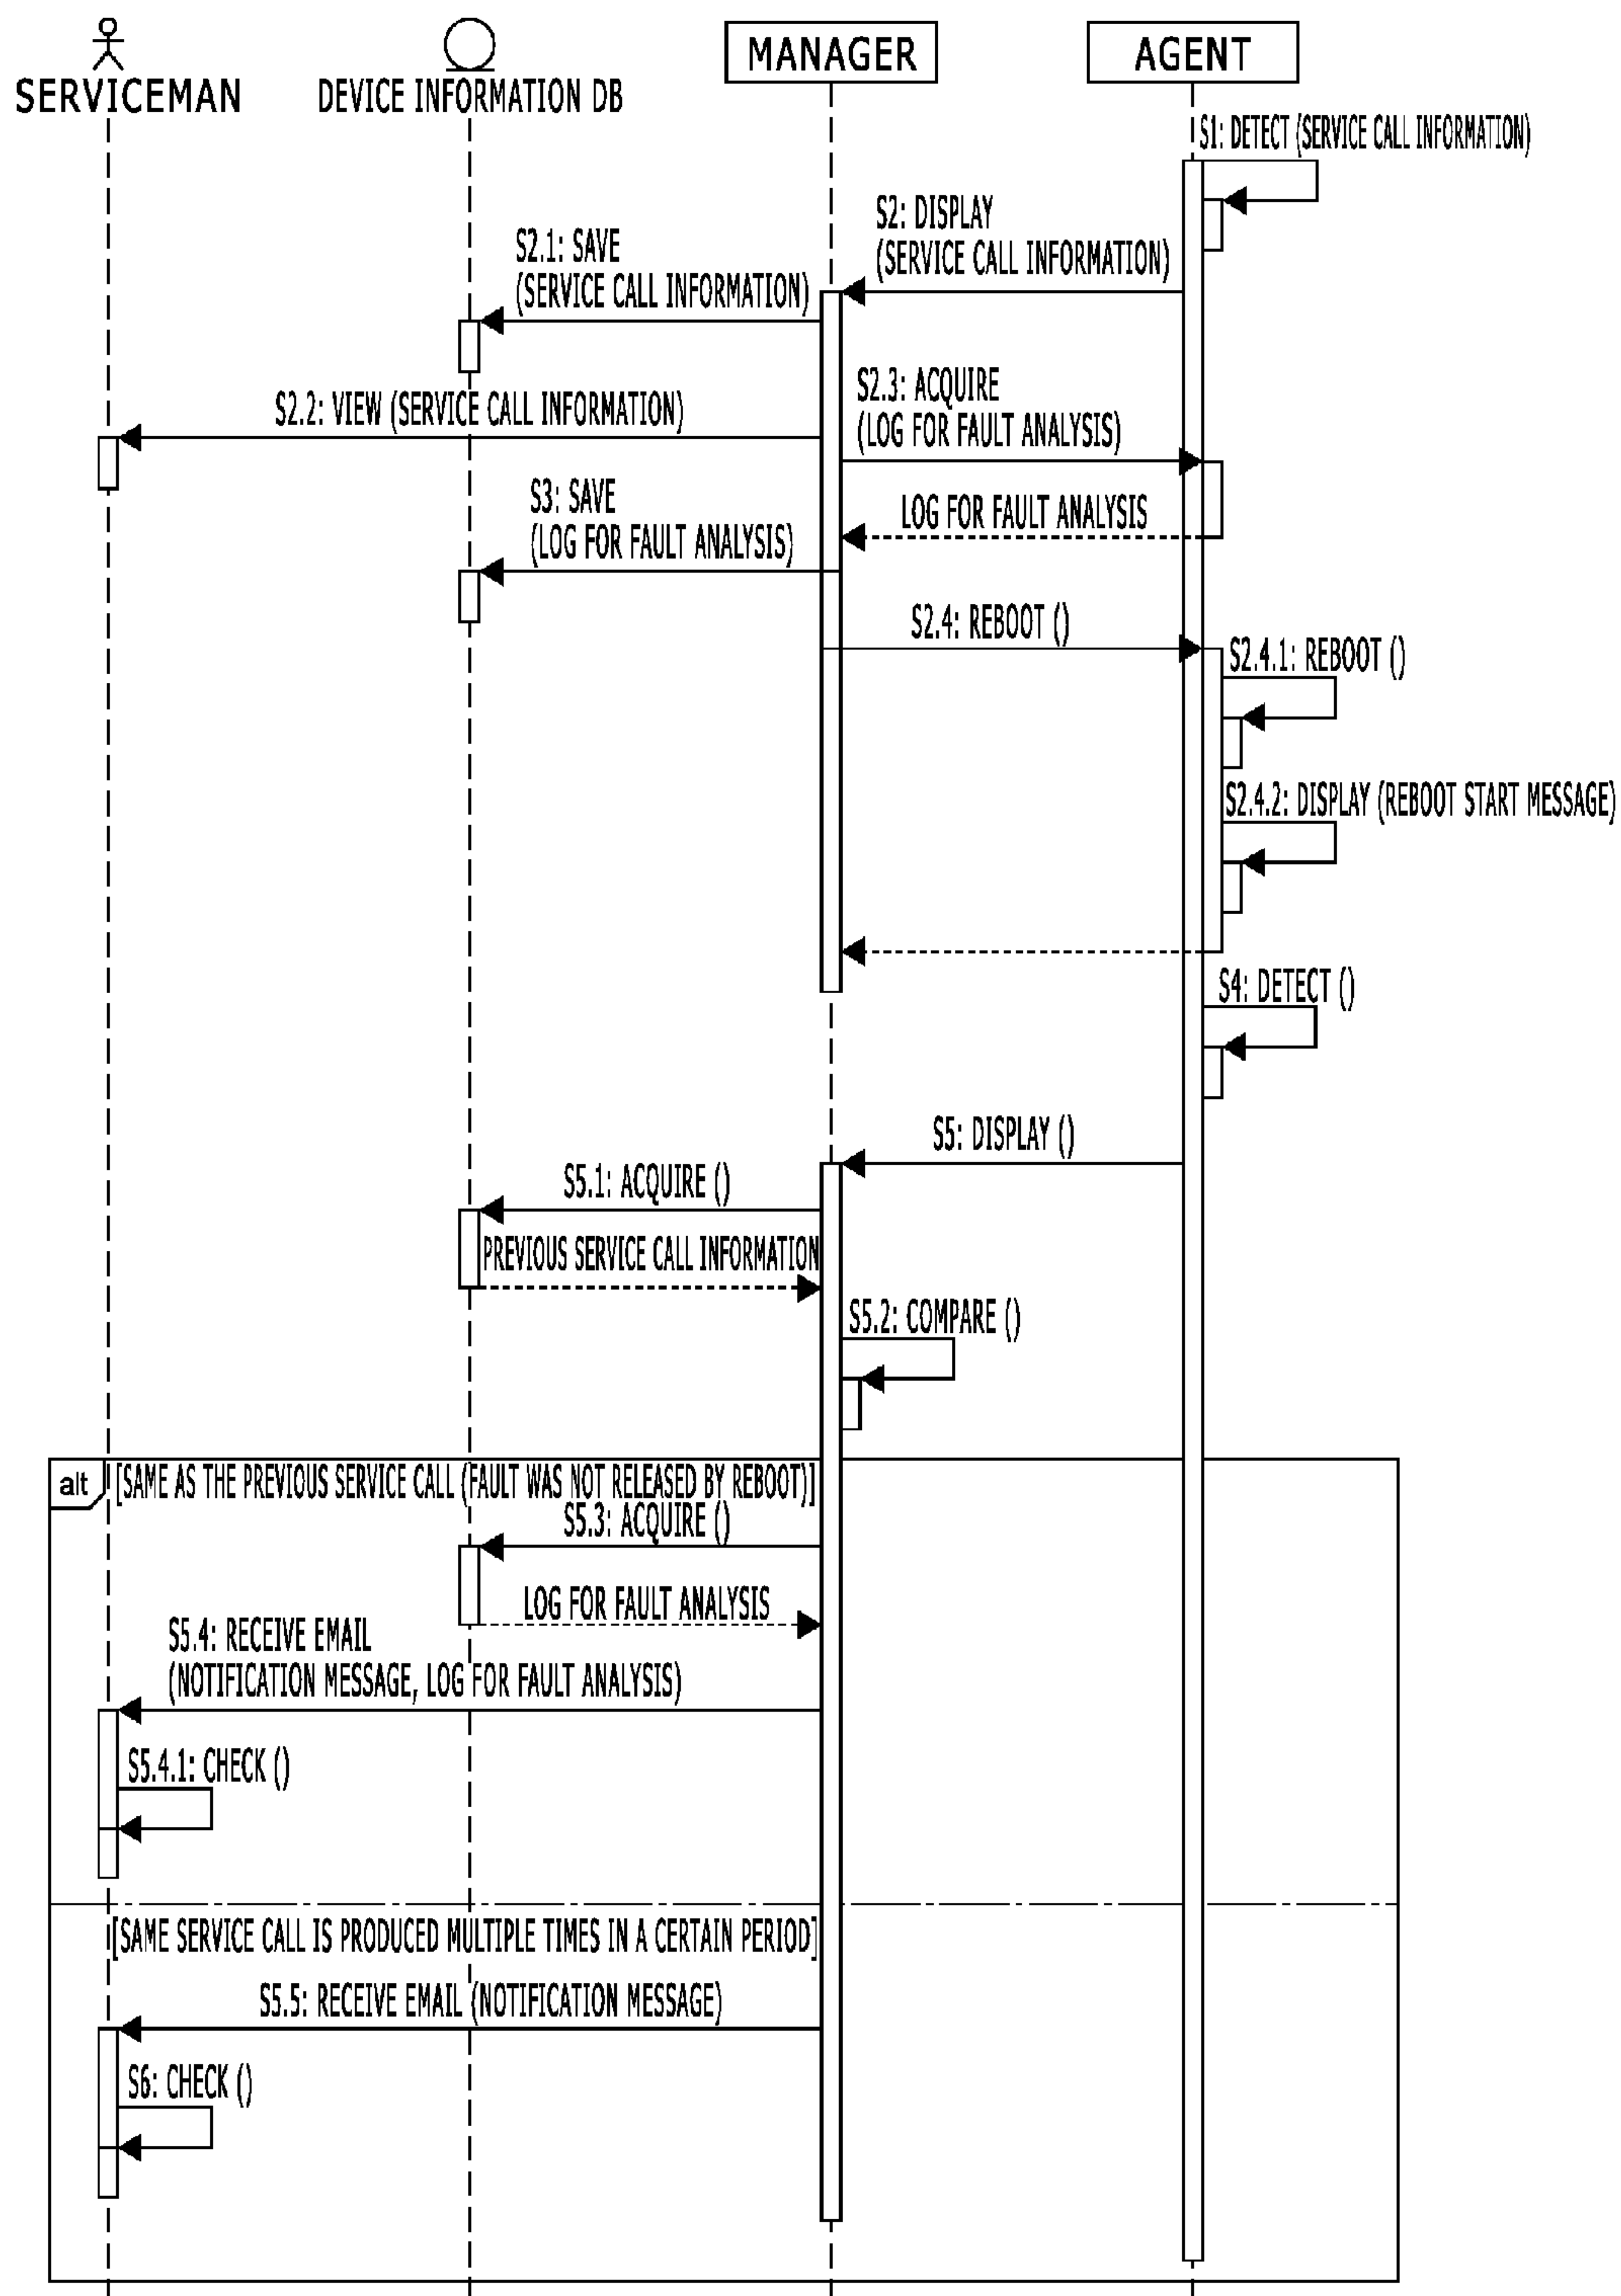 SERVICEMAN
DEVICE INFORMATION DB
MANAGER
AGENT
S1: DETECT (SERVICE CALL INFORMATION)
S2: DISPLAY
(SERVICE CALL INFORMATION)
S2.1: SAVE
(SERVICE CALL INFORMATION)
S2.2: VIEW (SERVICE CALL INFORMATION)
S2.3: ACQUIRE
(LOG FOR FAULT ANALYSIS)
LOG FOR FAULT ANALYSIS
S3: SAVE
(LOG FOR FAULT ANALYSIS)
S2.4: REBOOT ()
S2.4.1: REBOOT ()
S2.4.2: DISPLAY (REBOOT START MESSAGE)
S4: DETECT ()
S5: DISPLAY ()
S5.1: ACQUIRE ()
PREVIOUS SERVICE CALL INFORMATION
S5.2: COMPARE ()
alt
[SAME AS THE PREVIOUS SERVICE CALL (FAULT WAS NOT RELEASED BY REBOOT)]
S5.3: ACQUIRE ()
LOG FOR FAULT ANALYSIS
S5.4: RECEIVE EMAIL
(NOTIFICATION MESSAGE, LOG FOR FAULT ANALYSIS)
S5.4.1: CHECK ()
[SAME SERVICE CALL IS PRODUCED MULTIPLE TIMES IN A CERTAIN PERIOD]
S5.5: RECEIVE EMAIL (NOTIFICATION MESSAGE)
S6: CHECK ()